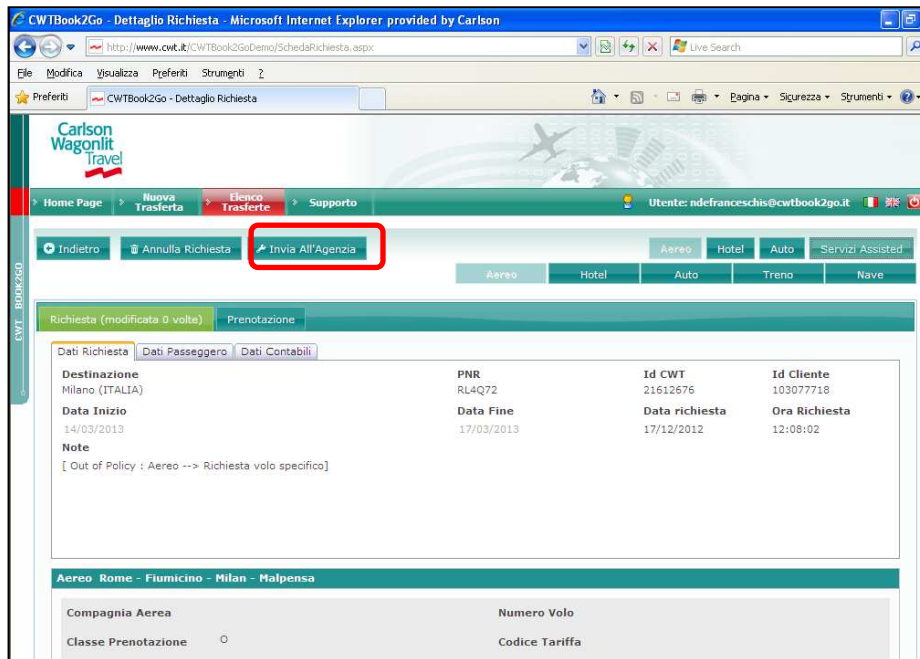 CWTBook2Go - Dettaglio Richiesta - Microsoft Internet Explorer provided by Carlson
http://www.cwt.it/CWTBook2GoDemo/SchedaRichiesta.aspx
Live Search
File Modifica Visualizza Preferiti Strumenti ?
Preferiti CWTBook2Go - Dettaglio Richiesta Pagina Sicurezza Strumenti
Carlson
Wagonlit
Travel
Home Page Nuova Trasferta Elenco Trasferte Supporto Utente: ndefranceschis@cwtbook2go.it
Indietro Annulla Richiesta Invia All'Agenzia Aereo Hotel Auto Servizi Assisted
Aereo Hotel Auto Treno Nave
CWT BOOK2GO
Richiesta (modificata 0 volte) Prenotazione
Dati Richiesta Dati Passeggero Dati Contabili
Destinazione PNR Id CWT Id Cliente
Milano (ITALIA) RL4Q72 21612676 103077718
Data Inizio Data Fine Data richiesta Ora Richiesta
14/03/2013 17/03/2013 17/12/2012 12:08:02
Note
[ Out of Policy : Aereo --> Richiesta volo specifico]
Aereo Rome - Fiumicino - Milan - Malpensa
Compagnia Aerea Numero Volo
Classe Prenotazione O Codice Tariffa